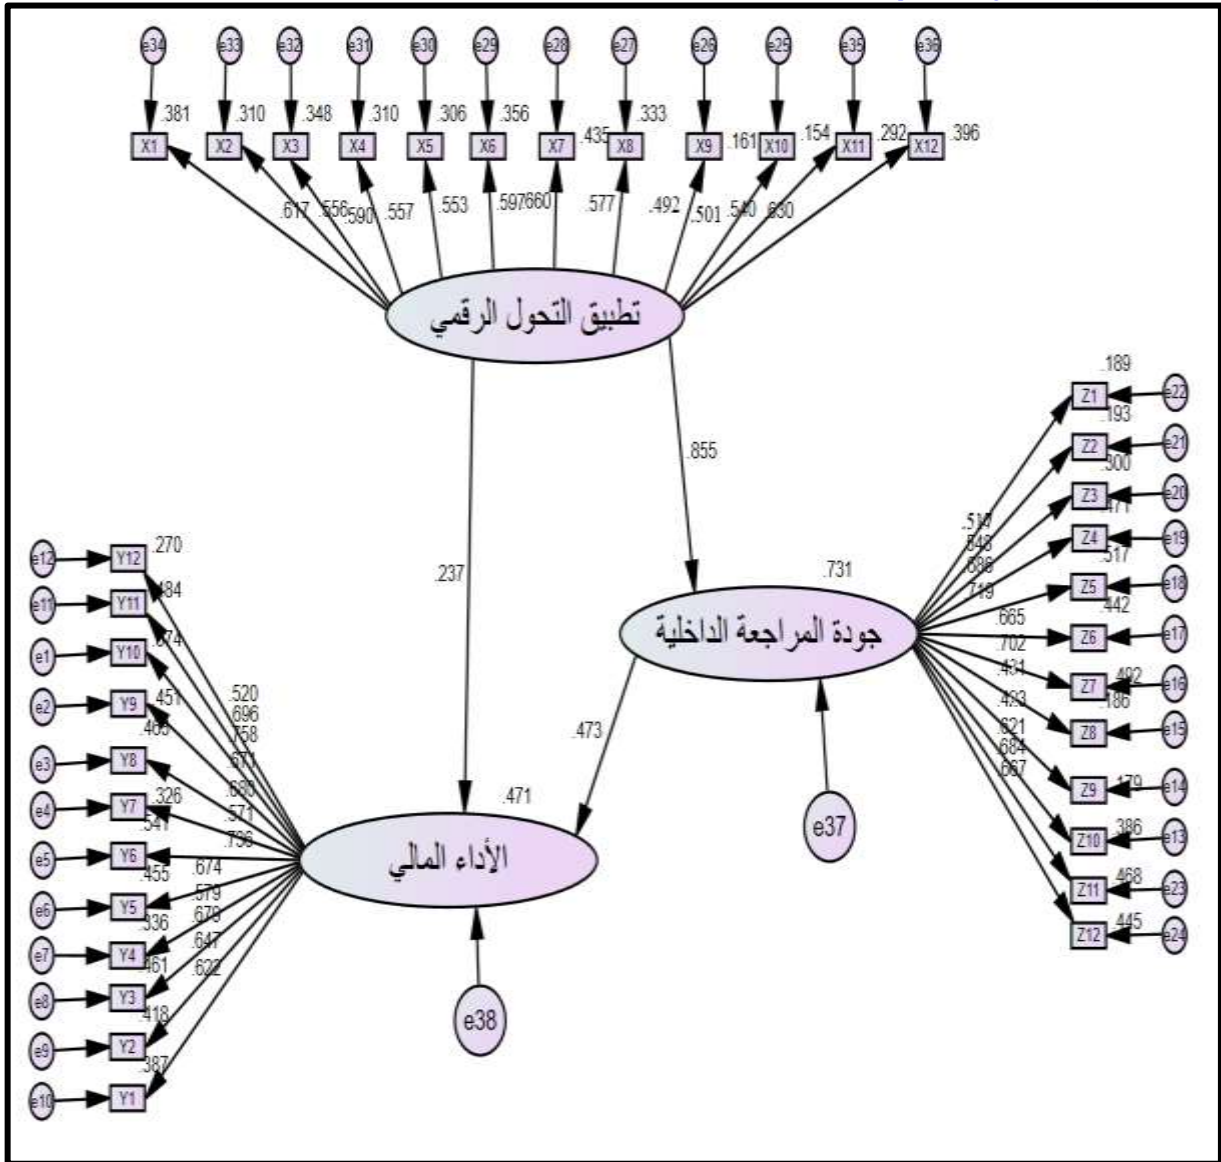 e34 e33 e32 e31 e30 e29 e28 e27 e26 e25 e35 e36
.381 .310 .348 .310 .306 .356 .435 .333 .161 .154 .292 .396
X1 X2 X3 X4 X5 X6 X7 X8 X9 X10 X11 X12
.617 .556 .590 .557 .553 .597 .660 .577 .492 .501 .540 .630
تطبيق التحول الرقمي
.855
.237
.189
Z1 e22
.193
Z2 e21
.300
Z3 e20
.471
Z4 e19
.517
Z5 e18
.442
Z6 e17
.492
Z7 e16
.186
Z8 e15
.179
Z9 e14
.386
Z10 e13
.468
Z11 e23
.445
Z12 e24
.548
.686
.719
.665
.702
.431
.423
.621
.684
.667
.731
جودة المراجعة الداخلية
e37
.473
.471
الأداء المالي
e38
e12 Y12 .270
e11 Y11 .484
e1 Y10
e2 Y9 .451
e3 Y8
e4 Y7 .326
.541
e5 Y6
.455
e6 Y5
.336
e7 Y4
.461
e8 Y3
.418
e9 Y2
.387
e10 Y1
.520
.696
.758
.671
.680
.571
.736
.674
.579
.679
.647
.622